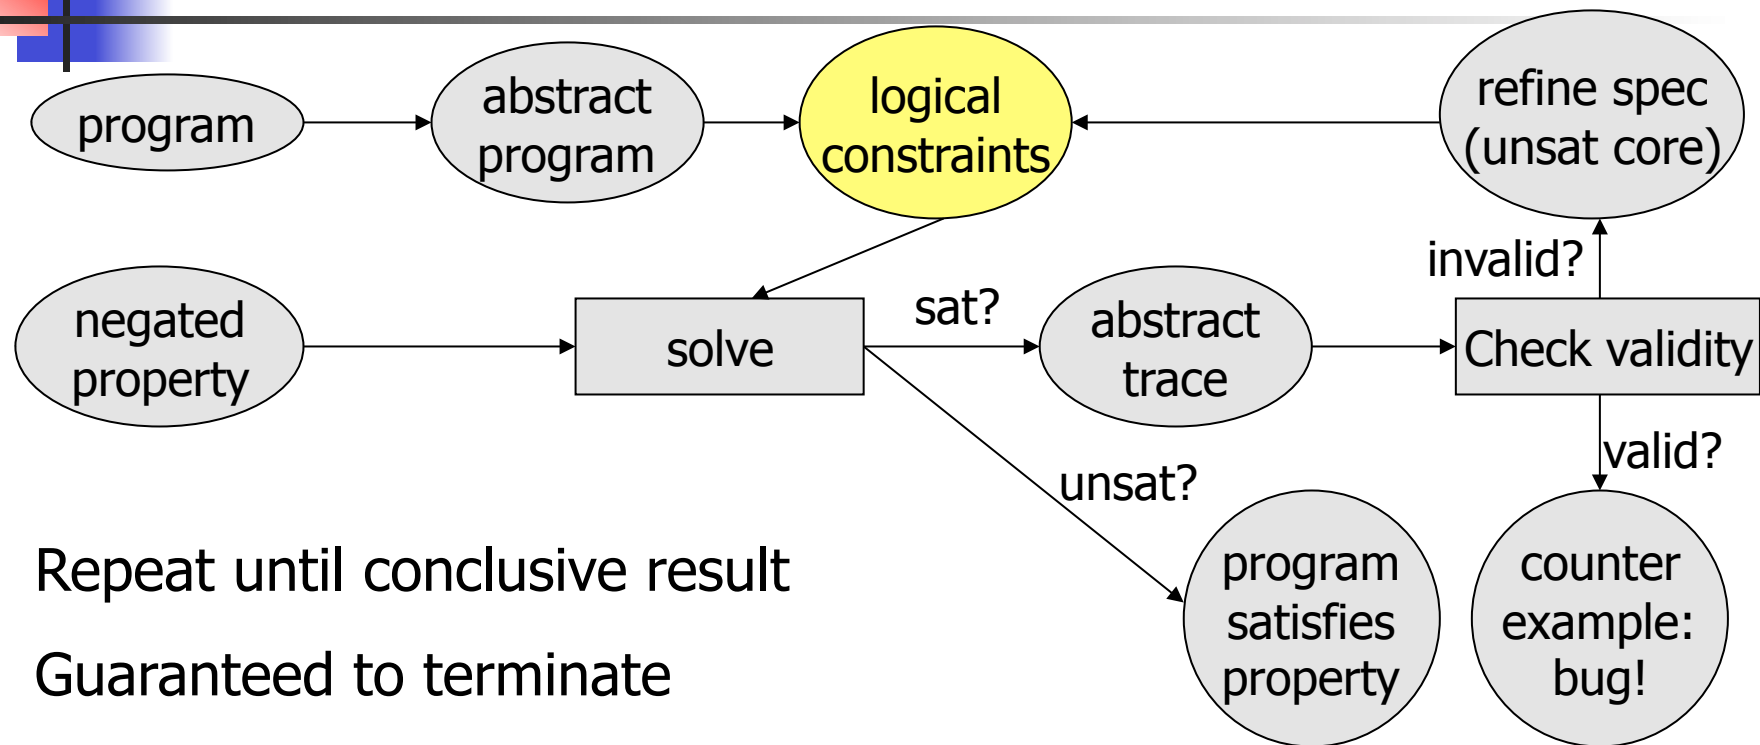 program
abstract
program
logical
constraints
refine spec
(unsat core)
invalid?
negated
property
solve
sat?
abstract
trace
Check validity
unsat?
valid?
program
satisfies
property
counter
example:
bug!
Repeat until conclusive result
Guaranteed to terminate